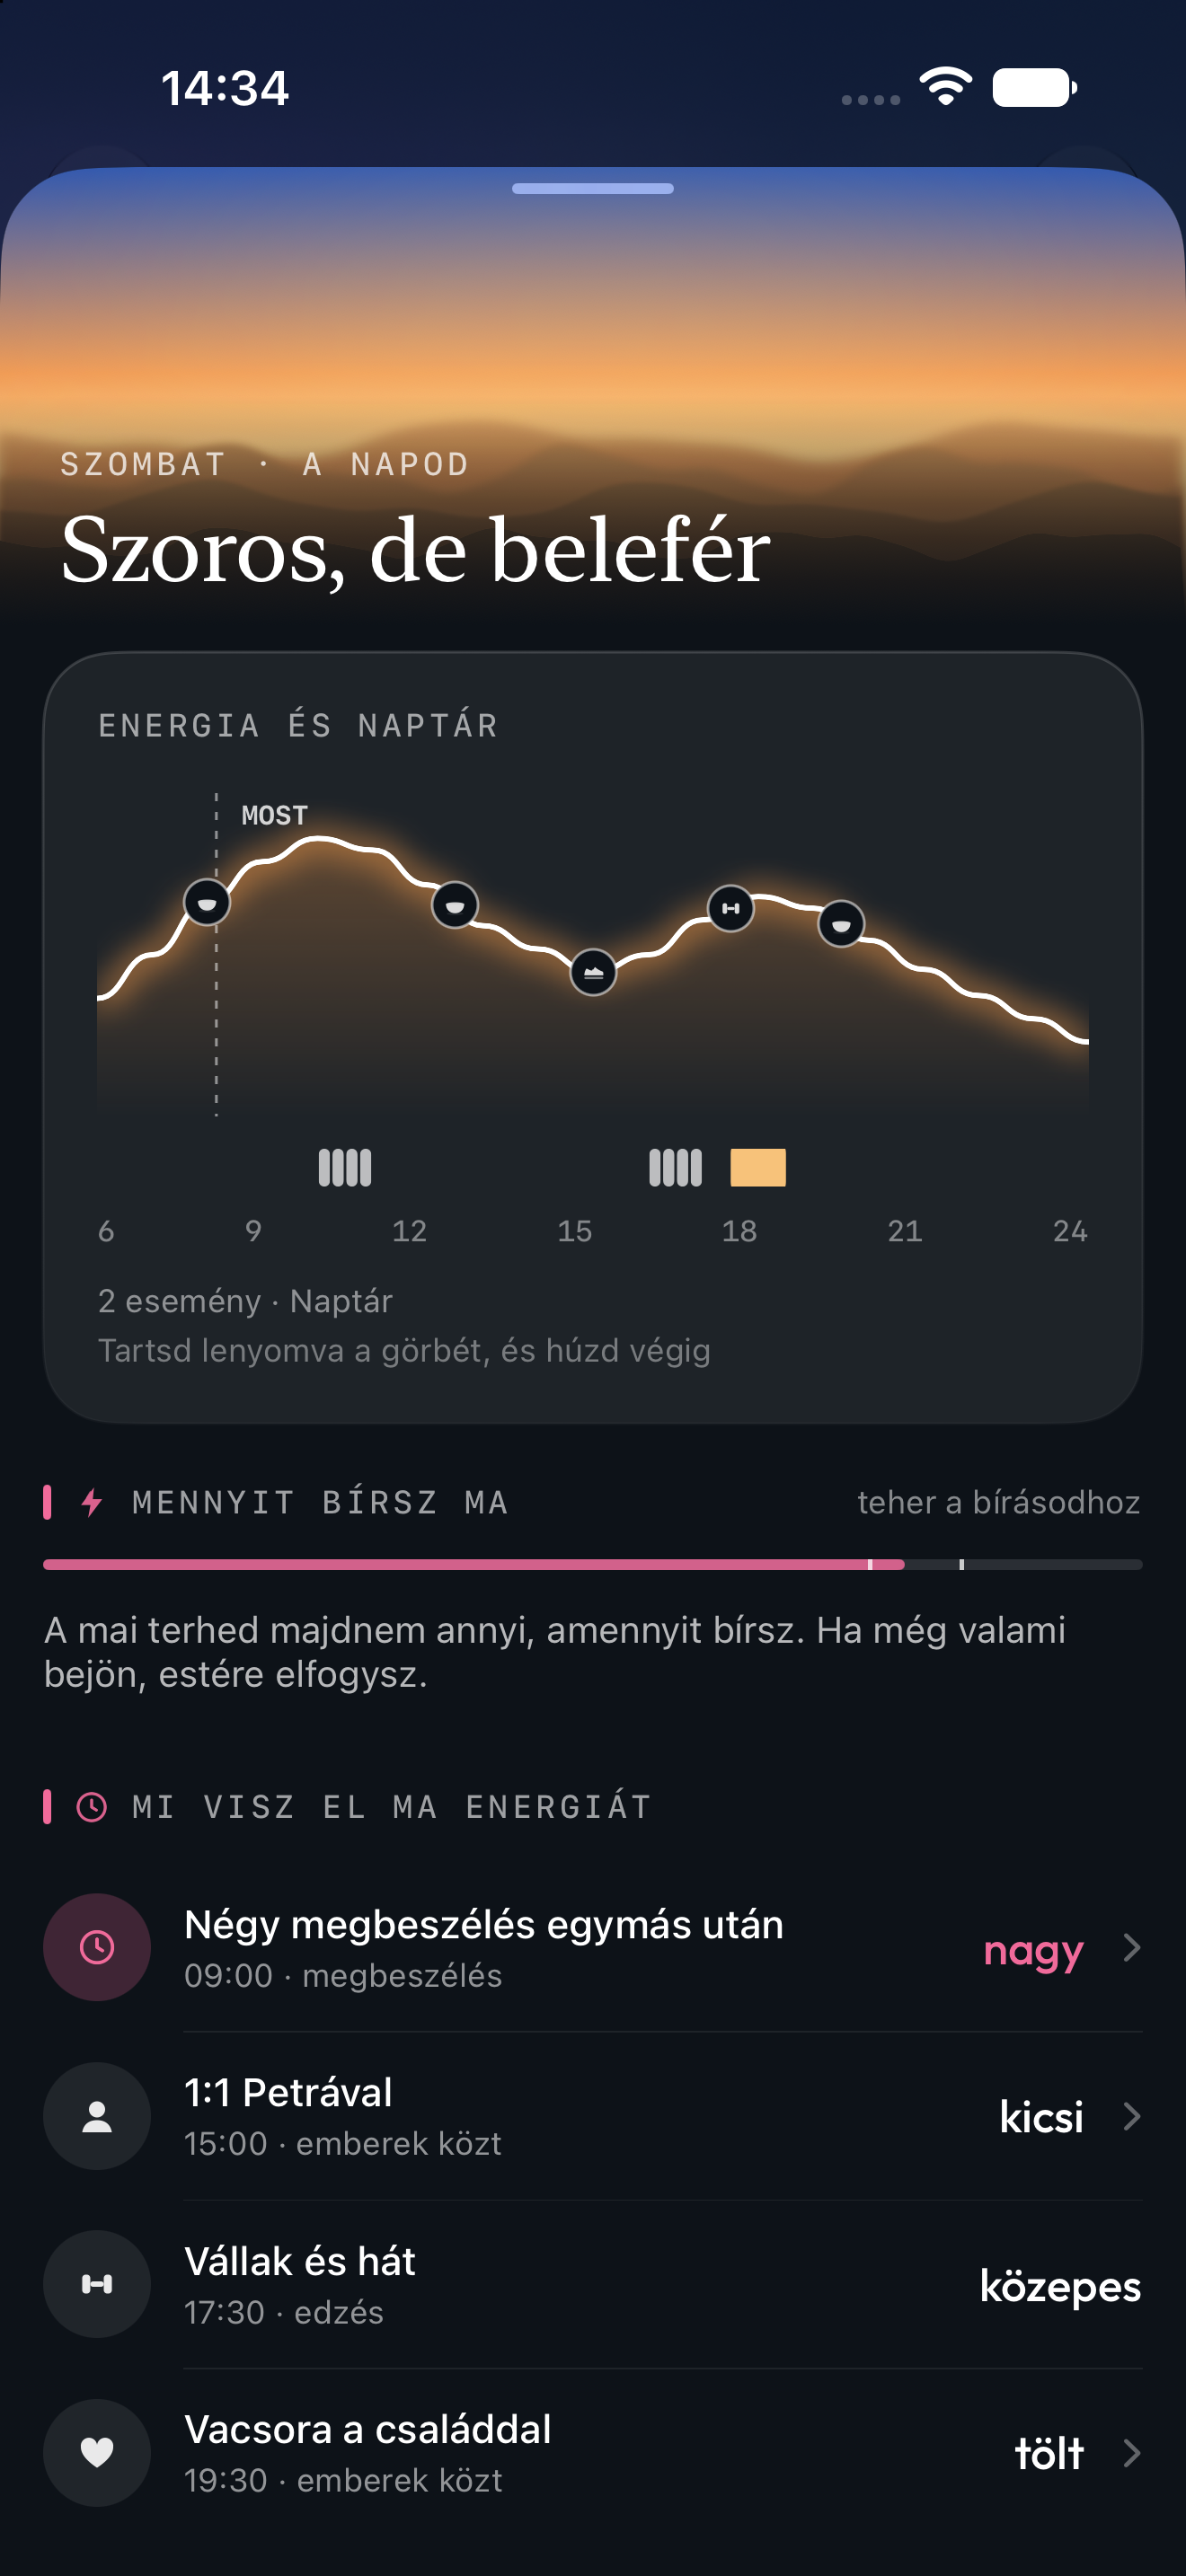 14:34
SZOMBAT · A NAPOD
Szoros, de belefér
ENERGIA ÉS NAPTÁR
MOST
6 9 12 15 18 21 24
2 esemény · Naptár
Tartsd lenyomva a görbét, és húzd végig
MENNYIT BÍRSZ MA teher a bírásodhoz
A mai terhed majdnem annyi, amennyit bírsz. Ha még valami
bejön, estére elfogysz.
MI VISZ EL MA ENERGIÁT
Négy megbeszélés egymás után
09:00 · megbeszélés
nagy
1:1 Petrával
15:00 · emberek közt
kicsi
Vállak és hát
17:30 · edzés
közepes
Vacsora a családdal
19:30 · emberek közt
tölt